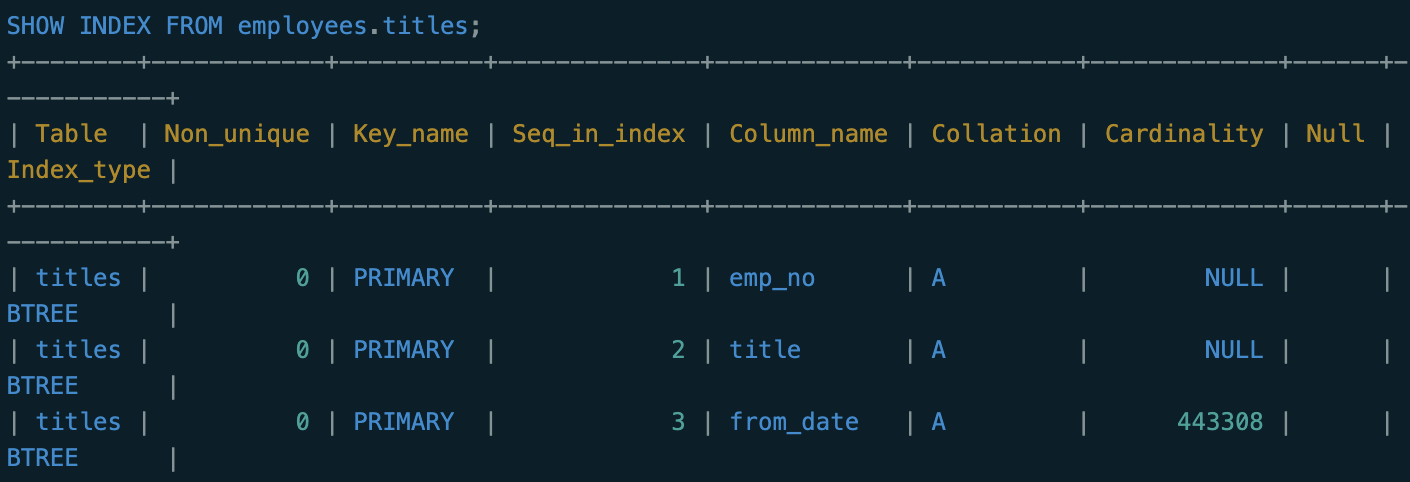 SHOW INDEX FROM employees.titles;
+--------+------------+----------+--------------+-------------+-----------+-------------+------+-
-----------+
| Table  | Non_unique | Key_name | Seq_in_index | Column_name | Collation | Cardinality | Null |
Index_type |
+--------+------------+----------+--------------+-------------+-----------+-------------+------+-
-----------+
| titles |          0 | PRIMARY  |            1 | emp_no      | A         |        NULL |      |
BTREE      |
| titles |          0 | PRIMARY  |            2 | title       | A         |        NULL |      |
BTREE      |
| titles |          0 | PRIMARY  |            3 | from_date   | A         |      443308 |      |
BTREE      |